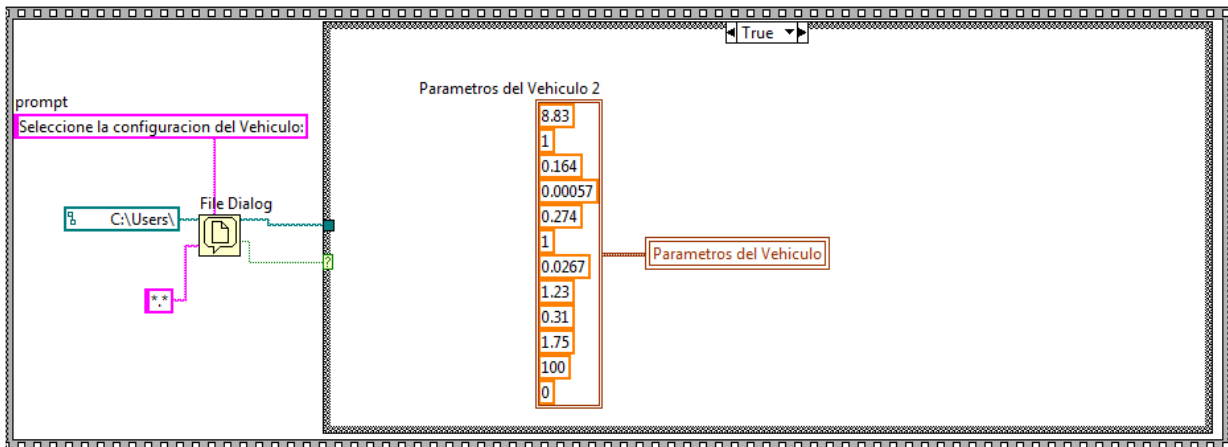 True
Parametros del Vehiculo 2
prompt
Seleccione la configuracion del Vehiculo:
8.83
1
0.164
0.00057
0.274
1
0.0267
1.23
0.31
1.75
100
0
File Dialog
C:\Users\
?
Parametros del Vehiculo
*.*